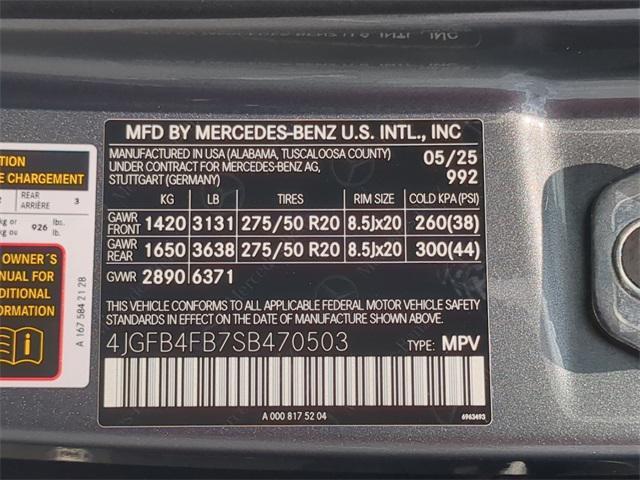 MFD BY MERCEDES-BENZ U.S. INTL., INC
MANUFACTURED IN USA (ALABAMA, TUSCALOOSA COUNTY) 05/25
UNDER CONTRACT FOR MERCEDES-BENZ AG, 992
STUTTGART (GERMANY)
KG LB TIRES RIM SIZE COLD KPA (PSI)
GAWR FRONT 1420 3131 275/50 R20 8.5Jx20 260(38)
GAWR REAR 1650 3638 275/50 R20 8.5Jx20 300(44)
GVWR 2890 6371
THIS VEHICLE CONFORMS TO ALL APPLICABLE FEDERAL MOTOR VEHICLE SAFETY
STANDARDS IN EFFECT ON THE DATE OF MANUFACTURE SHOWN ABOVE.
4JGFB4FB7SB470503 TYPE: MPV
A 000 817 52 04 6963493
CHARGEMENT
REAR 3
ARRIÈRE
kg or 926 lbs.
OWNER´S
MANUAL FOR
DITIONAL
FORMATION
A 167 584 21 28